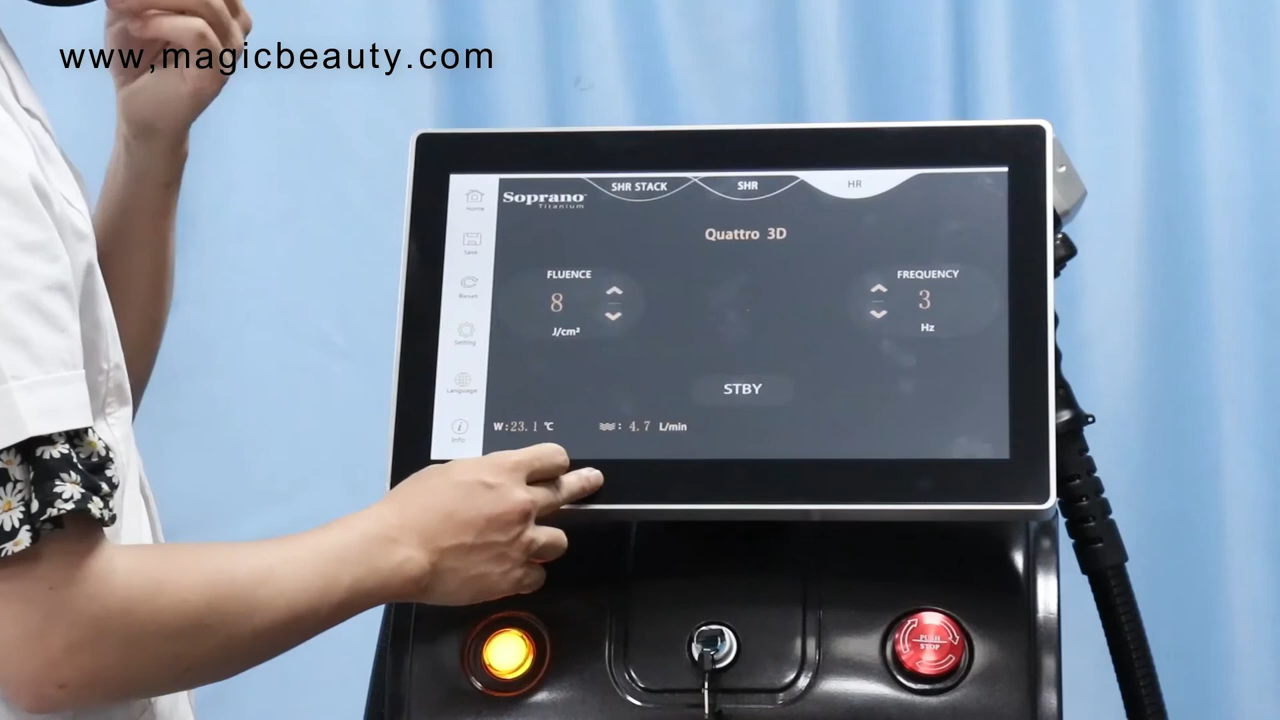 www,magicbeauty.com
SHR STACK
SHR
HR
Soprano
Titanium
Home
Save
Reset
Setting
Language
Info
Quattro 3D
FLUENCE
8
J/cm²
FREQUENCY
3
Hz
STBY
W:23.1 ℃
: 4.7 L/min
PUSH
STOP